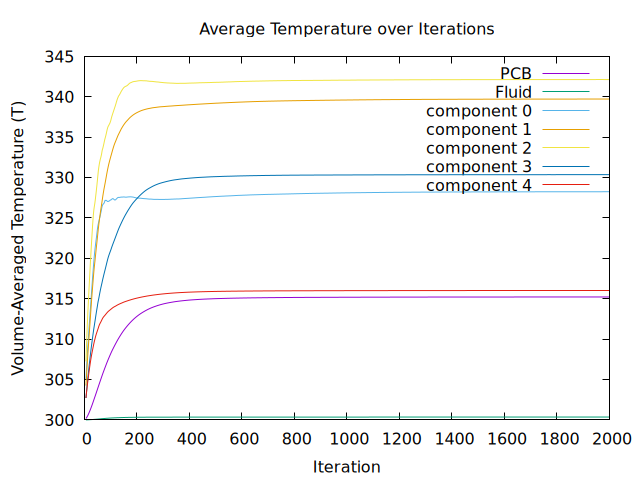 Average Temperature over Iterations
Volume-Averaged Temperature (T)
345
340
335
330
325
320
315
310
305
300
PCB
Fluid
component 0
component 1
component 2
component 3
component 4
0 200 400 600 800 1000 1200 1400 1600 1800 2000
Iteration